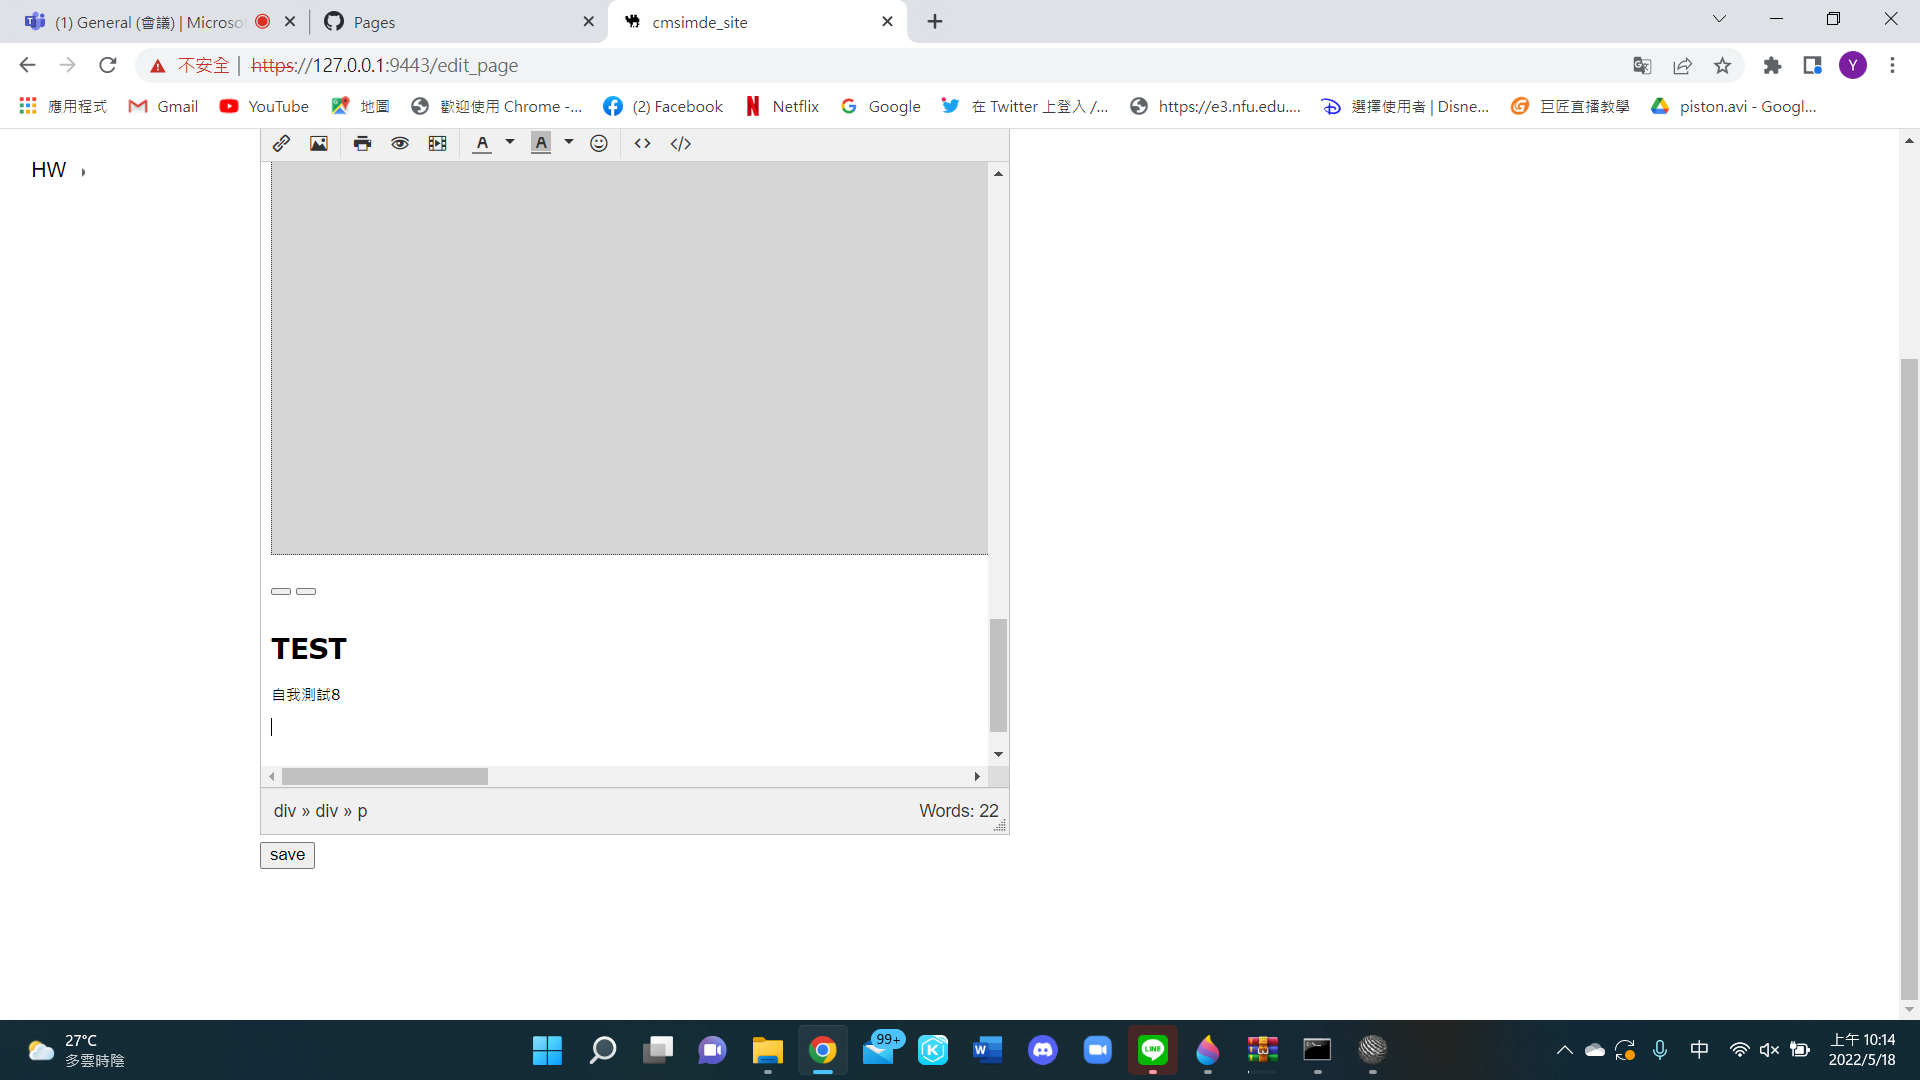 (1) General (會議) | Microso
Pages
cmsimde_site
不安全 | https://127.0.0.1:9443/edit_page
Y
應用程式
Gmail
YouTube
地圖
歡迎使用 Chrome -...
(2) Facebook
Netflix
Google
在 Twitter 上登入 /...
https://e3.nfu.edu....
選擇使用者 | Disne...
巨匠直播教學
piston.avi - Googl...
HW
TEST
自我測試8
div » div » p
Words: 22
save
27°C
多雲時陰
99+
LINE
中
上午 10:14
2022/5/18